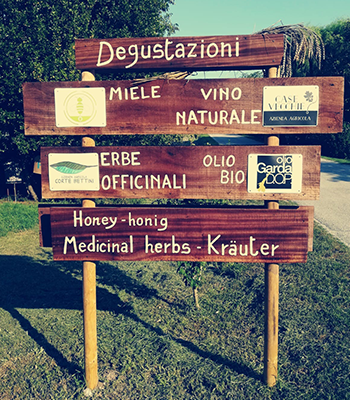 Degustazioni
MIELE VINO
NATURALE
CASE
VECCHIE
AZIENDA AGRICOLA
ERBE OLIO
OFFICINALI BIO
CORTE BETTINI
OLIO
Garda
DOP
Honey-honig
Medicinal herbs - Kräuter